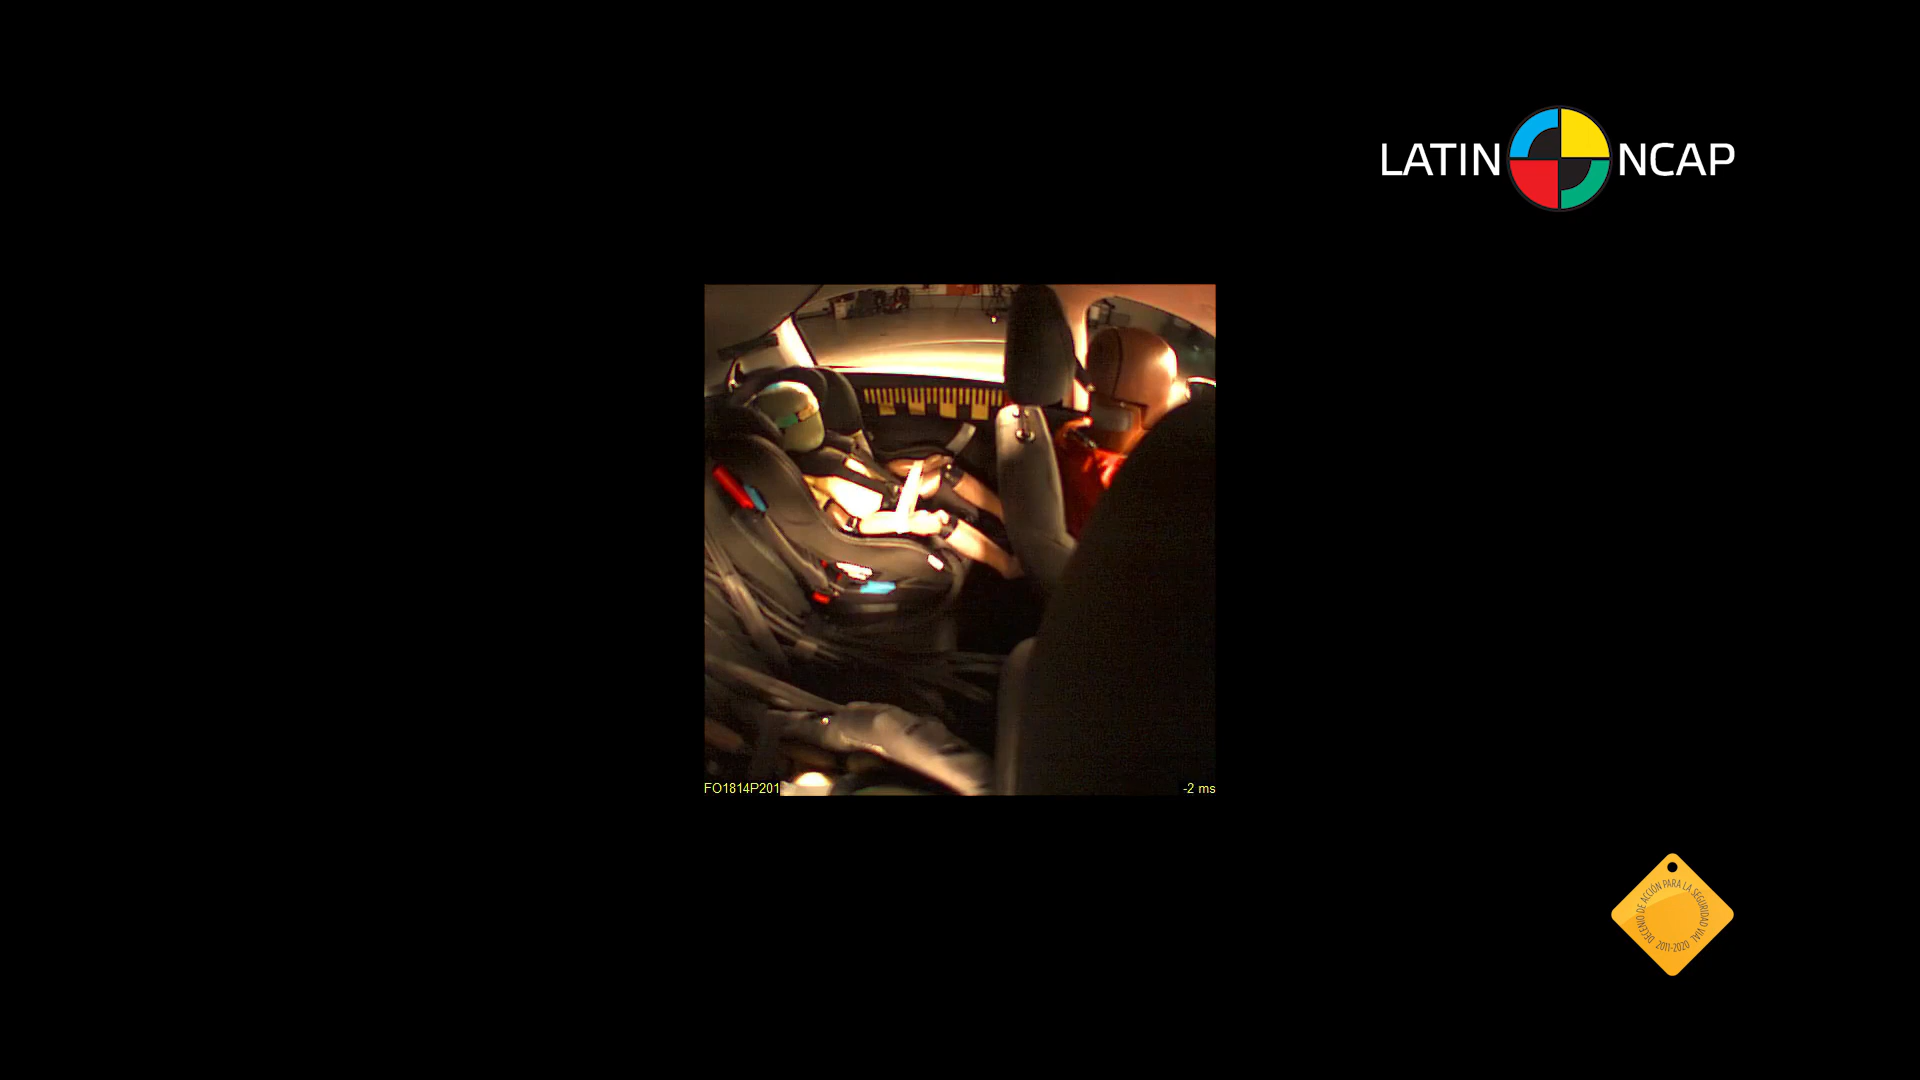 LATIN NCAP
FO1814P201
-2 ms
DECENIO DE ACCIÓN PARA LA SEGURIDAD VIAL
2011-2020